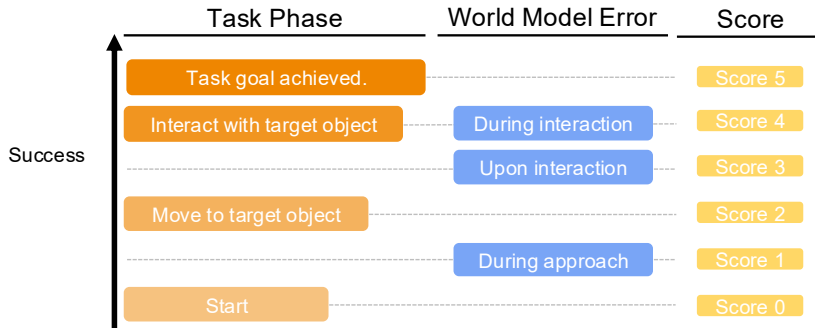 Task Phase World Model Error Score
Task goal achieved. Score 5
Interact with target object During interaction Score 4
Success
Upon interaction Score 3
Move to target object Score 2
During approach Score 1
Start Score 0